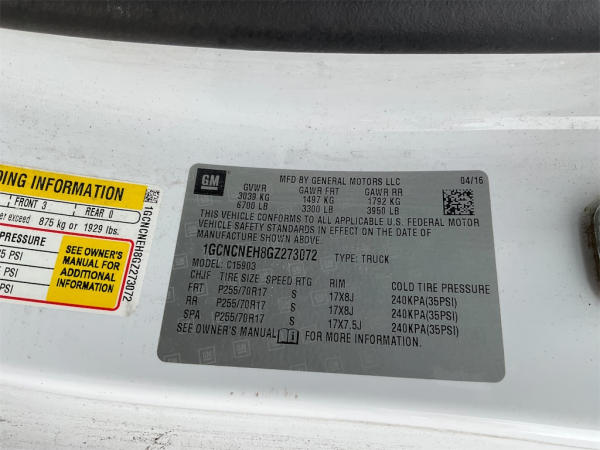 DING INFORMATION
FRONT 3 REAR 0
er exceed 875 kg or 1929 lbs.
PRESSURE
25 PSI
PSI
PSI
SEE OWNER'S
MANUAL FOR
ADDITIONAL
INFORMATION
1GCNCNEH8GZ273072
GM
MFD BY GENERAL MOTORS LLC 04/16
GVWR GAWR FRT GAWR RR
3039 KG 1497 KG 1792 KG
6700 LB 3300 LB 3950 LB
THIS VEHICLE CONFORMS TO ALL APPLICABLE U.S. FEDERAL MOTOR
VEHICLE SAFETY STANDARDS IN EFFECT ON THE DATE OF
MANUFACTURE SHOWN ABOVE.
1GCNCNEH8GZ273072 TYPE: TRUCK
MODEL: C15903
CHJF TIRE SIZE SPEED RTG RIM COLD TIRE PRESSURE
FRT P255/70R17 S 17X8J 240KPA(35PSI)
RR P255/70R17 S 17X8J 240KPA(35PSI)
SPA P255/70R17 S 17X7.5J 240KPA(35PSI)
SEE OWNER'S MANUAL FOR MORE INFORMATION.